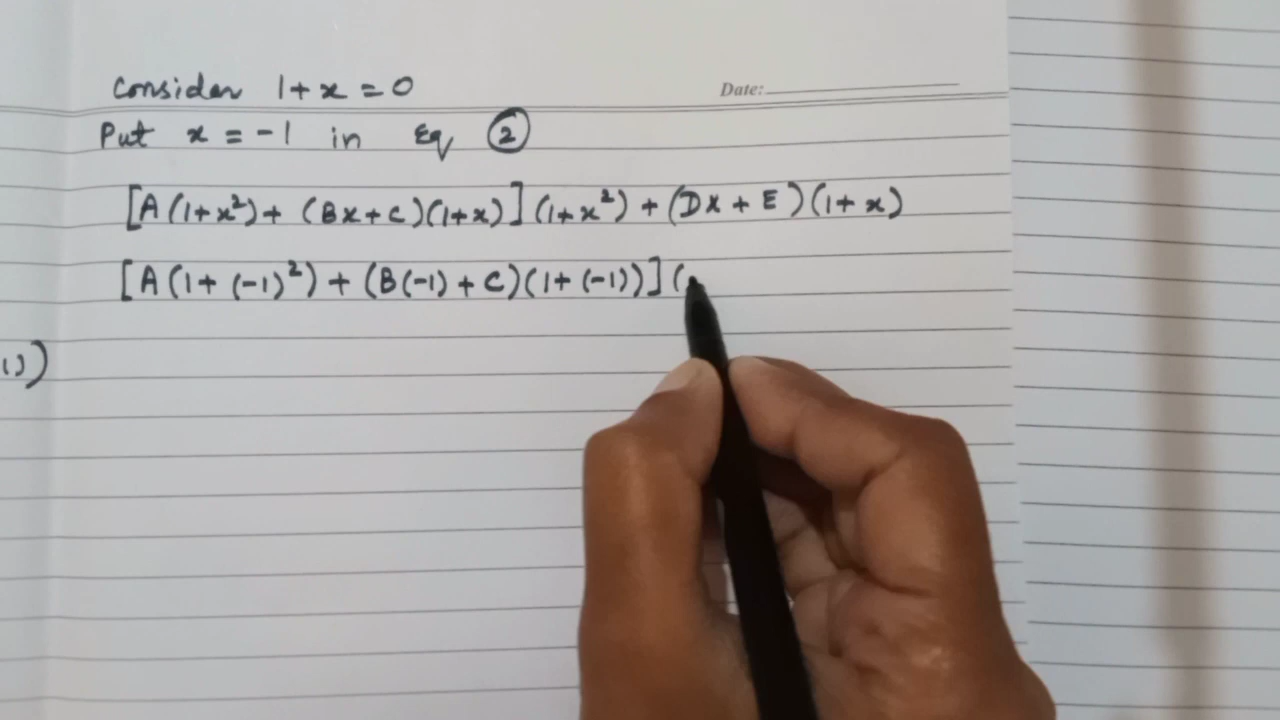 Date:
Consider 1+x=0
Put x = -1 in Eq ②
[A(1+x²)+ (Bx+C)(1+x)](1+x²)+(Dx+E)(1+x)
[A(1+(-1)²)+(B(-1)+C)(1+(-1))](